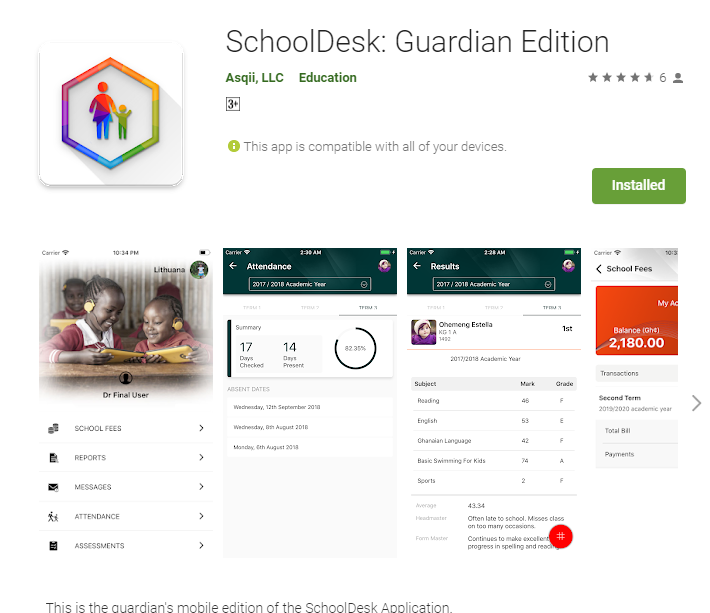 SchoolDesk: Guardian Edition
Asqii, LLC Education
6
3+
This app is compatible with all of your devices.
Installed
Carrier 10:34 PM
Lithuana
Dr Final User
SCHOOL FEES
REPORTS
MESSAGES
ATTENDANCE
ASSESSMENTS
Carrier 2:30 AM
Attendance
2017 / 2018 Academic Year
TERM 1 TERM 2 TERM 3
Summary
17 14
Days Days
Checked Present
82.35%
ABSENT DATES
Wednesday, 12th September 2018
Wednesday, 8th August 2018
Monday, 6th August 2018
Carrier 2:28 AM
Results
2017 / 2018 Academic Year
TERM 1 TERM 2 TERM 3
Ohemeng Estella
KG 1 A
1490
1st
2017/2018 Academic Year
Subject Mark Grade
Reading 46 F
English 53 E
Ghanaian Language 42 F
Basic Swimming For Kids 74 A
Sports 2 F
Average 43.34
Headmaster Often late to school. Misses class
on too many occasions.
Form Master Continues to make excellent
progress in spelling and reading
Carrier 10:3
School Fees
My Ac
Balance (Gh¢)
2,180.00
Transactions
Second Term
2019/2020 academic year
Total Bill
Payments
This is the guardian's mobile edition of the SchoolDesk Application.